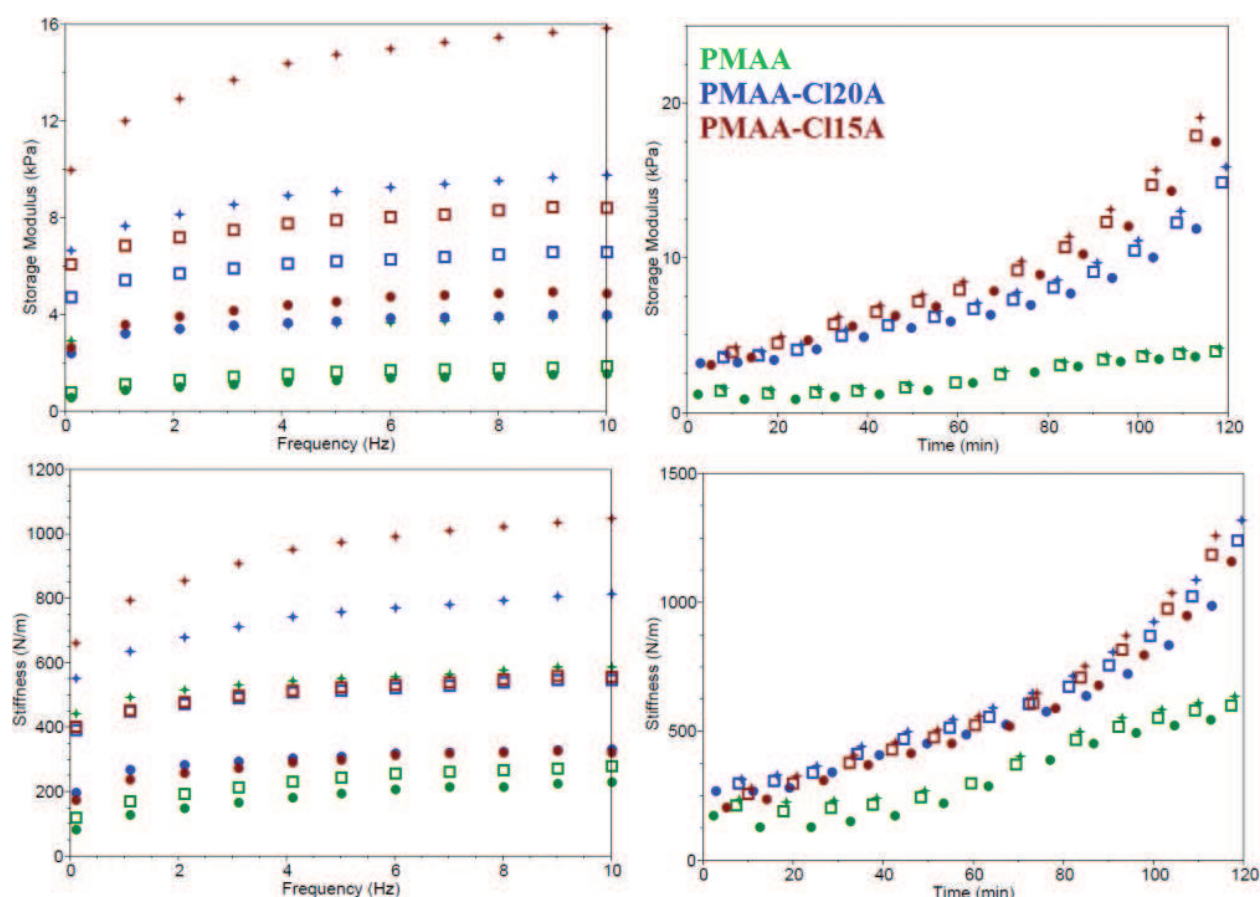 16
12
8
4
0
Storage Modulus (kPa)
0 2 4 6 8 10
Frequency (Hz)
PMAA
PMAA-Cl20A
PMAA-Cl15A
20
10
0
Storage Modulus (kPa)
0 20 40 60 80 100 120
Time (min)
1200
1000
800
600
400
200
0
Stiffness (N/m)
0 2 4 6 8 10
Frequency (Hz)
1500
1000
500
0
Stiffness (N/m)
0 20 40 60 80 100 120
Time (min)